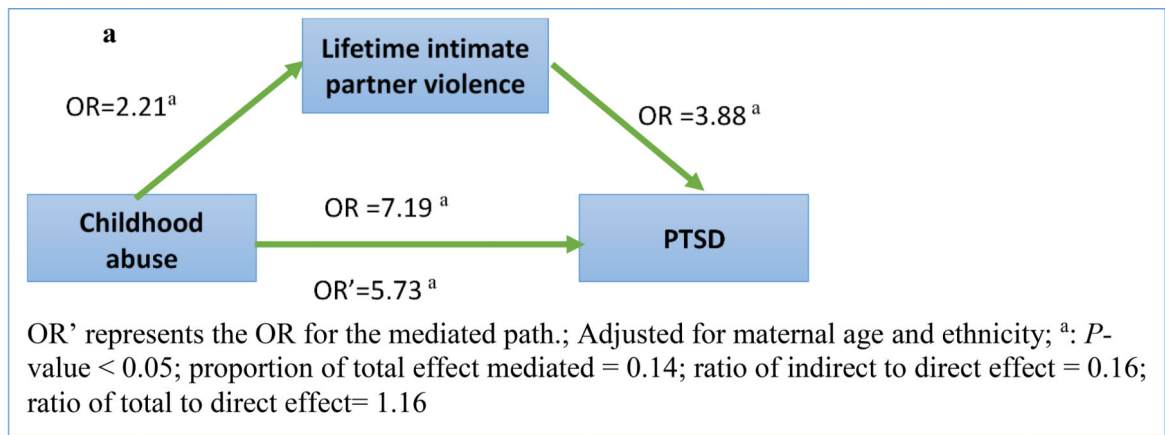 a
Lifetime intimate
partner violence
OR=2.21ᵃ
OR =3.88 ᵃ
Childhood
abuse
OR =7.19 ᵃ
OR’=5.73 ᵃ
PTSD
OR’ represents the OR for the mediated path.; Adjusted for maternal age and ethnicity; ᵃ: P-
value < 0.05; proportion of total effect mediated = 0.14; ratio of indirect to direct effect = 0.16;
ratio of total to direct effect= 1.16